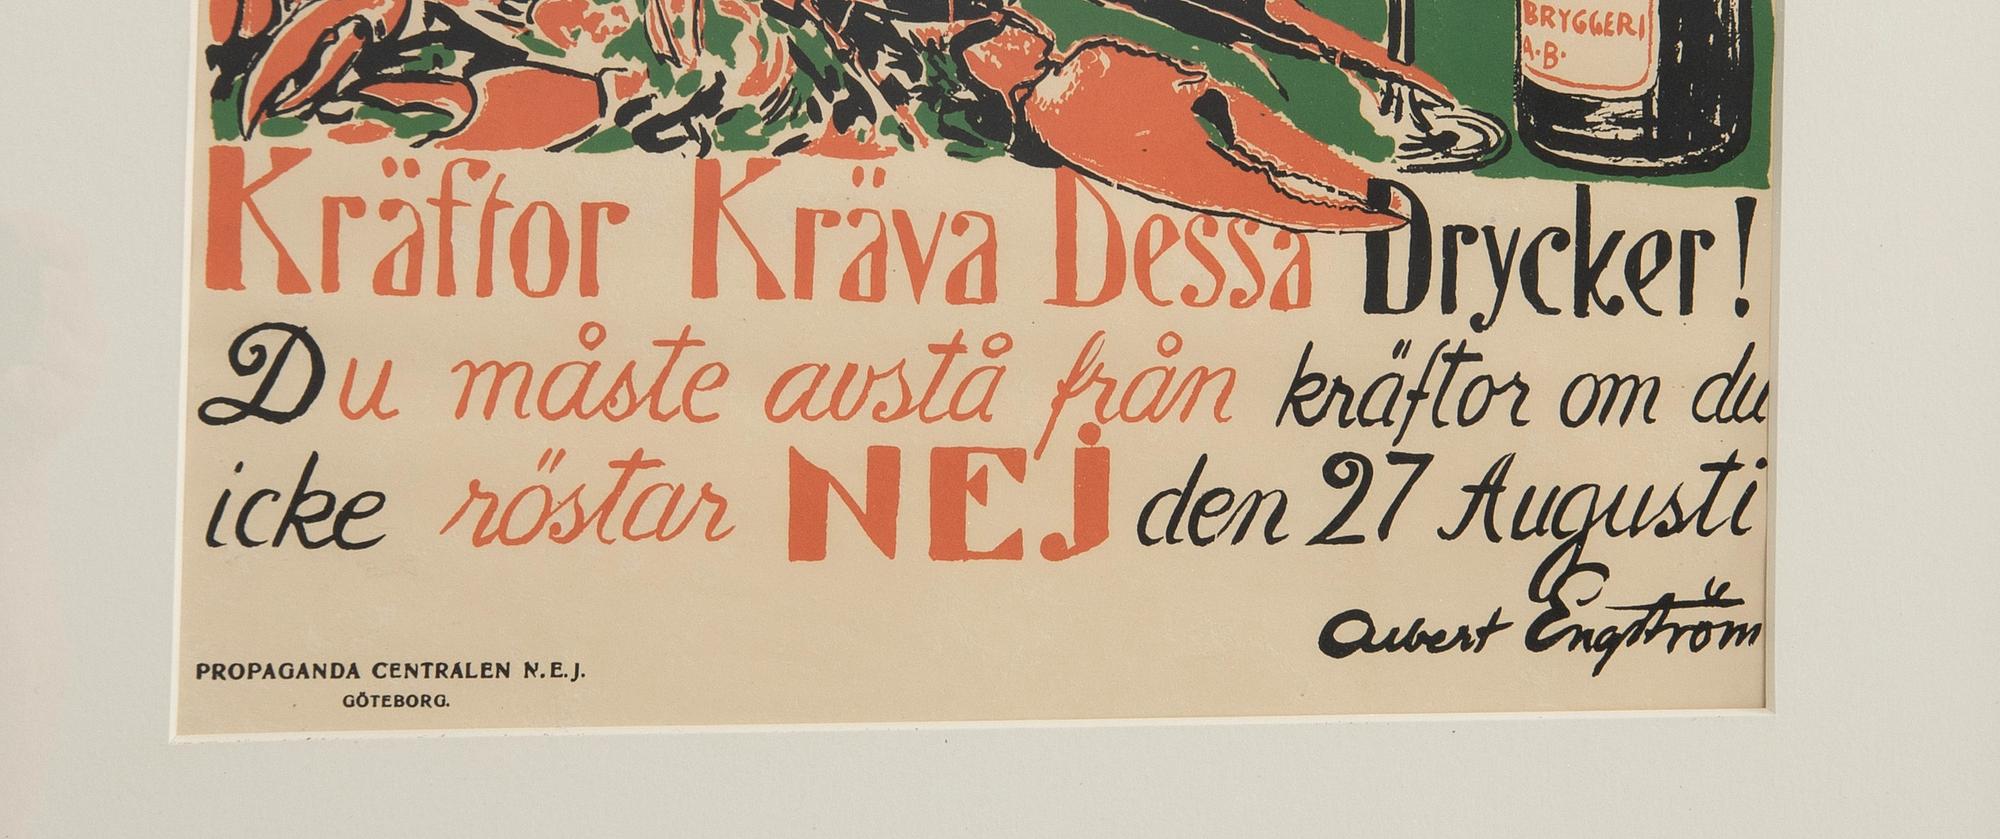 BRYGGERI
A.B.
Kräftor Kräva Dessa Drycker!
Du måste avstå från kräftor om du
icke röstar NEJ den 27 Augusti
Albert Engström
PROPAGANDA CENTRALEN N.E.J.
GÖTEBORG.